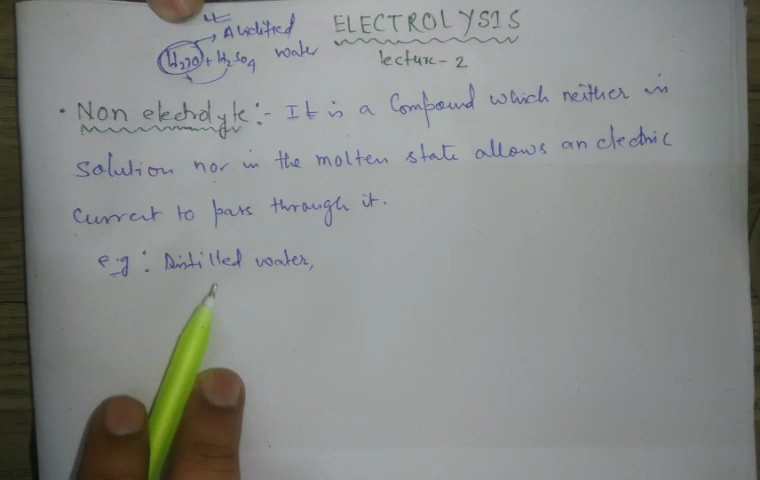 ELECTROLYSIS
lecture-2
Acidified
H2O + H2SO4 water
• Non electrolyte:- It is a Compound which neither in
solution nor in the molten state allows an electric
current to pass through it.
e.g: Distilled water,